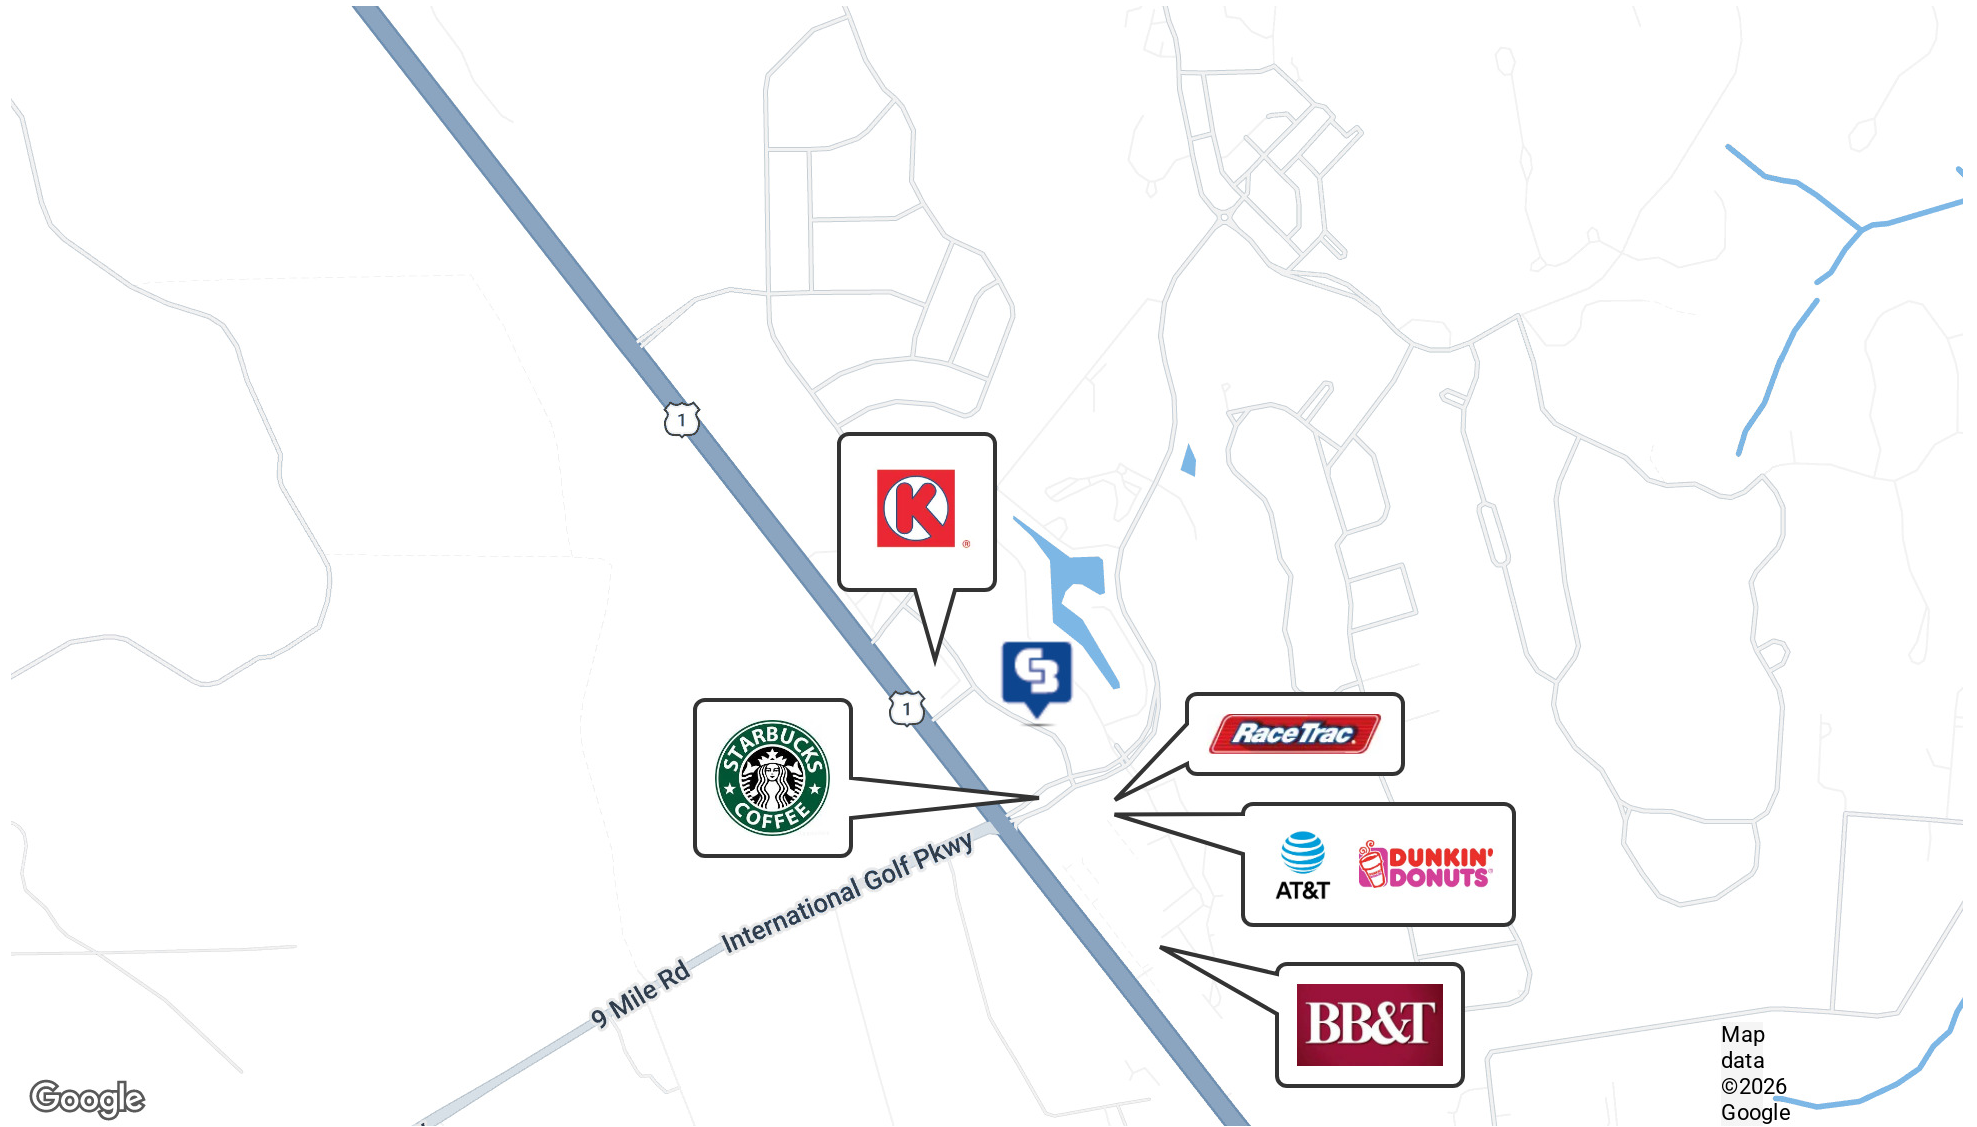 1
K
®
CB
1
STARBUCKS
COFFEE
RaceTrac.
AT&T
DUNKIN'
DONUTS
BB&T
International Golf Pkwy
9 Mile Rd
Google
Map
data
©2026
Google